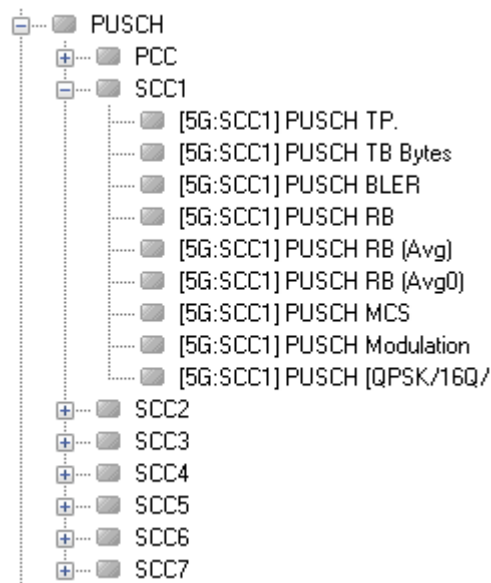 PUSCH
PCC
SCC1
[5G:SCC1] PUSCH TP.
[5G:SCC1] PUSCH TB Bytes
[5G:SCC1] PUSCH BLER
[5G:SCC1] PUSCH RB
[5G:SCC1] PUSCH RB (Avg)
[5G:SCC1] PUSCH RB (Avg0)
[5G:SCC1] PUSCH MCS
[5G:SCC1] PUSCH Modulation
[5G:SCC1] PUSCH [QPSK/16Q/
SCC2
SCC3
SCC4
SCC5
SCC6
SCC7